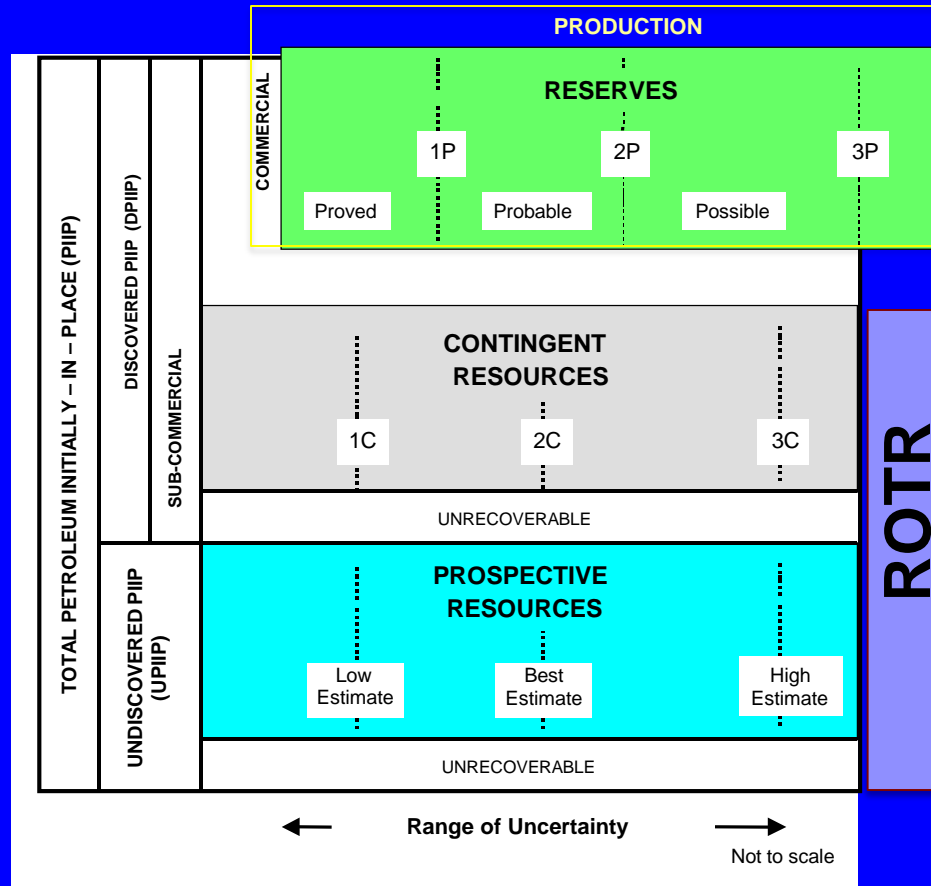 PRODUCTION
RESERVES
1P
2P
3P
Proved
Probable
Possible
COMMERCIAL
TOTAL PETROLEUM INITIALLY – IN – PLACE (PIIP)
DISCOVERED PIIP (DPIIP)
SUB-COMMERCIAL
CONTINGENT
RESOURCES
1C
2C
3C
UNRECOVERABLE
UNDISCOVERED PIIP
(UPIIP)
PROSPECTIVE
RESOURCES
Low
Estimate
Best
Estimate
High
Estimate
UNRECOVERABLE
ROTR
Range of Uncertainty
Not to scale